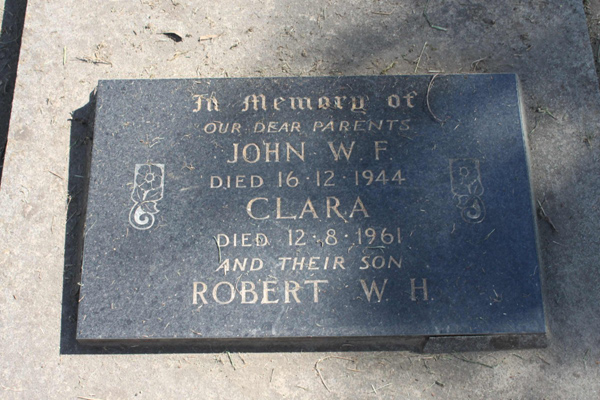 In Memory of
OUR DEAR PARENTS
JOHN W. F.
DIED 16·12·1944
CLARA
DIED 12·8·1961
AND THEIR SON
ROBERT W. H.